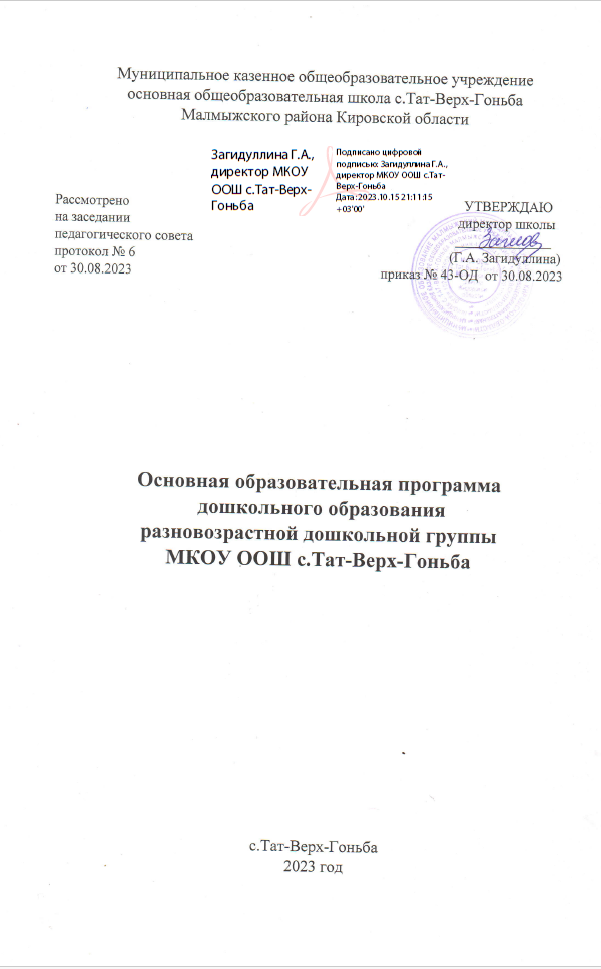 Муниципальное казенное общеобразовательное учреждение
основная общеобразовательная школа с.Тат-Верх-Гоньба
Малмыжского района Кировской области
Загидуллина Г.А.,
директор МКОУ
ООШ с.Тат-Верх-
Гоньба
Подписано цифровой
подписью: Загидуллина Г.А.,
директор МКОУ ООШ с.Тат-
Верх-Гоньба
Дата: 2023.10.15 21:11:15
+03'00'
Рассмотрено
на заседании
педагогического совета
протокол № 6
от 30.08.2023
УТВЕРЖДАЮ
директор школы
(Г.А. Загидуллина)
приказ № 43-ОД от 30.08.2023
Основная образовательная программа
дошкольного образования
разновозрастной дошкольной группы
МКОУ ООШ с.Тат-Верх-Гоньба
с.Тат-Верх-Гоньба
2023 год